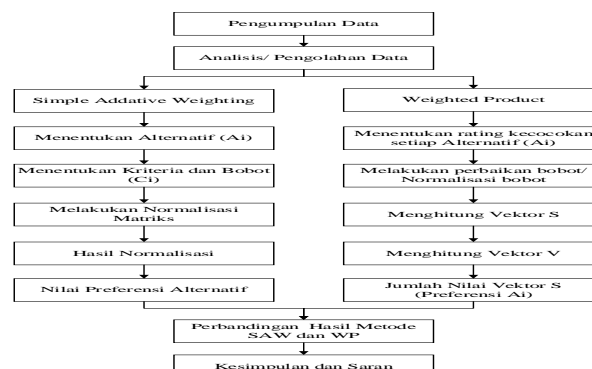 Pengumpulan Data
Analisis/ Pengolahan Data
Simple Addative Weighting
Menentukan Alternatif (Ai)
Menentukan Kriteria dan Bobot
(Ci)
Melakukan Normalisasi
Matriks
Hasil Normalisasi
Nilai Preferensi Alternatif
Weighted Product
Menentukan rating kecocokan
setiap Alternatif (Ai)
Melakukan perbaikan bobot/
Normalisasi bobot
Menghitung Vektor S
Menghitung Vektor V
Jumlah Nilai Vektor S
(Preferensi Ai)
Perbandingan Hasil Metode
SAW dan WP
Kesimpulan dan Saran